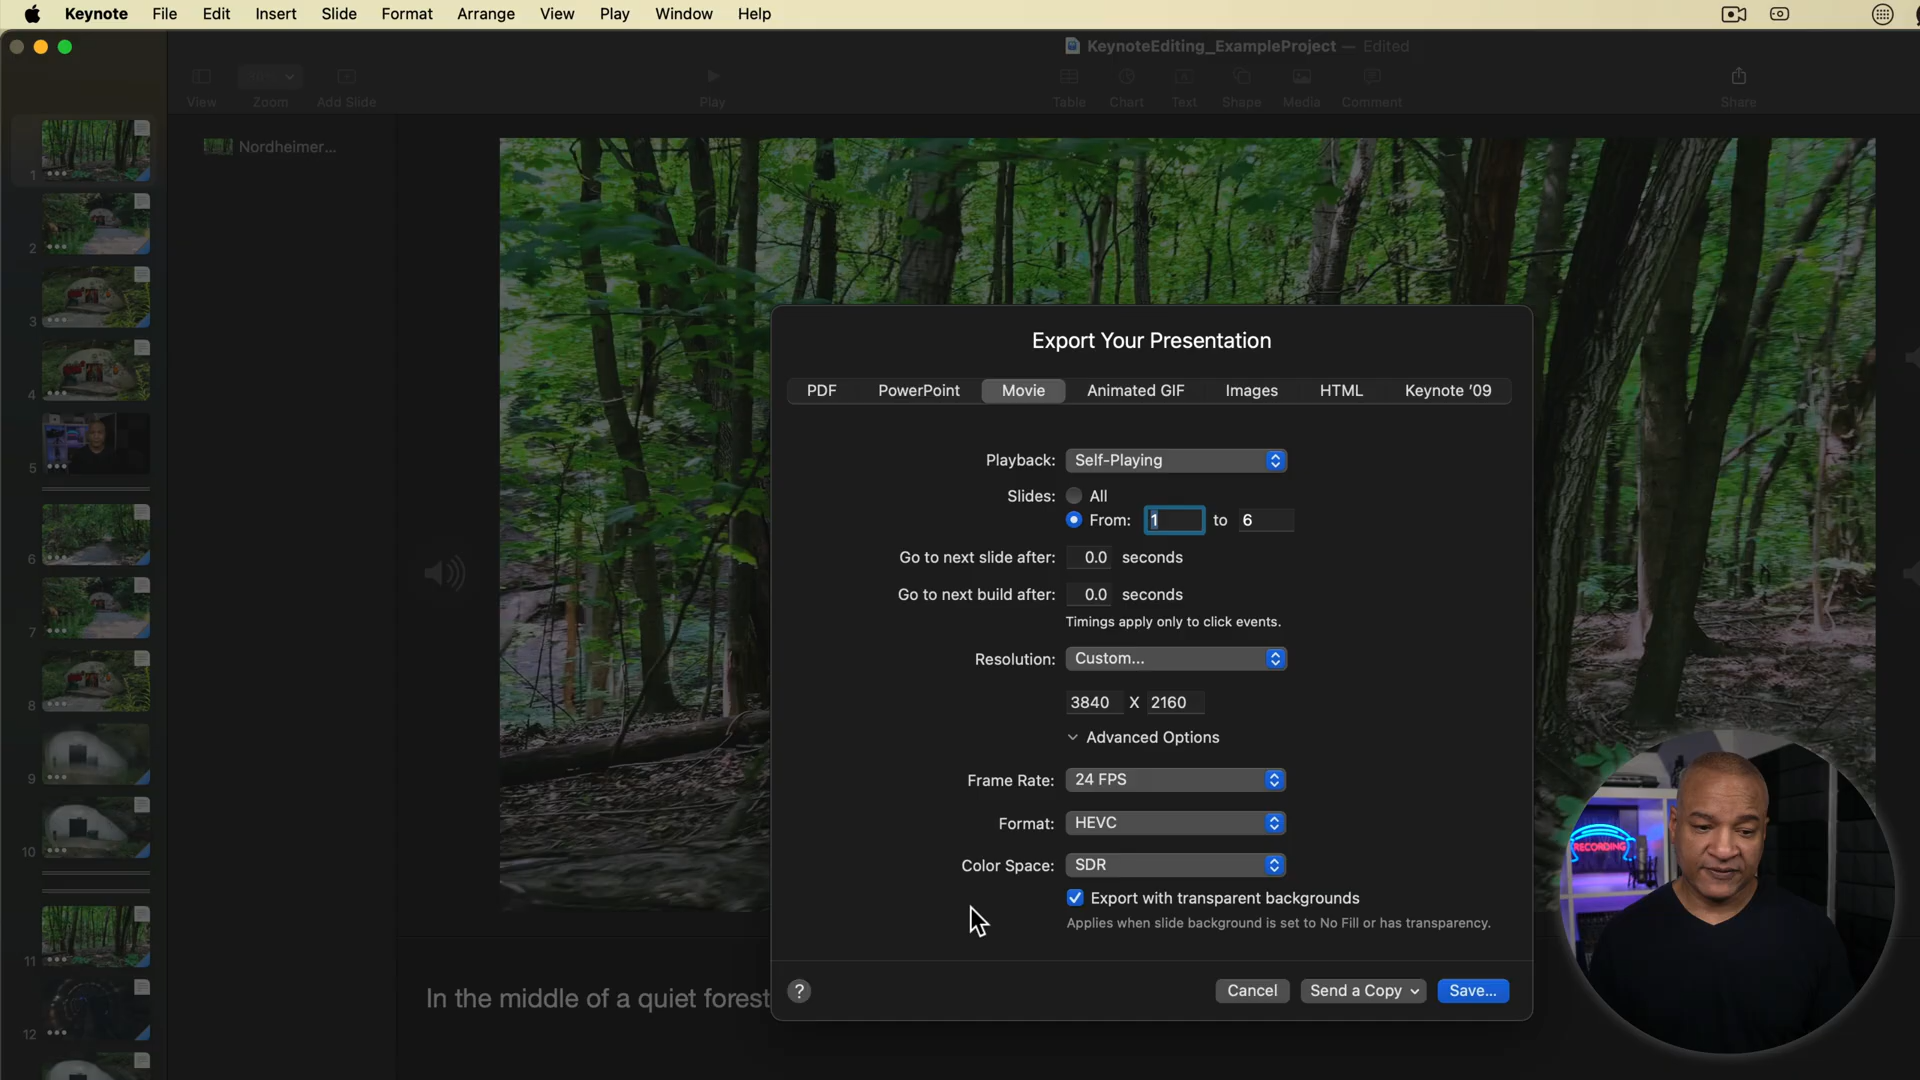 Keynote File Edit Insert Slide Format Arrange View Play Window Help
KeynoteEditing_ExampleProject — Edited
View Zoom Add Slide Play Table Chart Text Shape Media Comment Share
Nordheimer...
1
2
3
4
5
6
7
8
9
10
11
12
Export Your Presentation
PDF PowerPoint Movie Animated GIF Images HTML Keynote '09
Playback: Self-Playing
Slides: All
From: 1 to 6
Go to next slide after: 0.0 seconds
Go to next build after: 0.0 seconds
Timings apply only to click events.
Resolution: Custom...
3840 X 2160
Advanced Options
Frame Rate: 24 FPS
Format: HEVC
Color Space: SDR
Export with transparent backgrounds
Applies when slide background is set to No Fill or has transparency.
? Cancel Send a Copy Save...
In the middle of a quiet forest
RECORDING